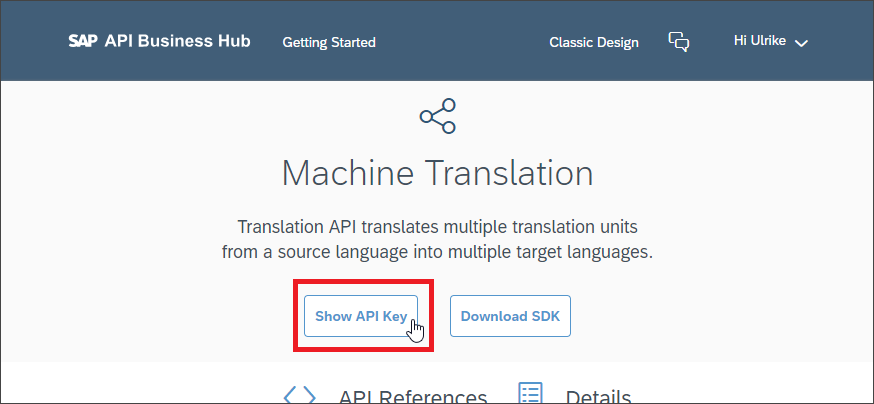 SAP API Business Hub Getting Started Classic Design Hi Ulrike
Machine Translation
Translation API translates multiple translation units
from a source language into multiple target languages.
Show API Key Download SDK
API References Details